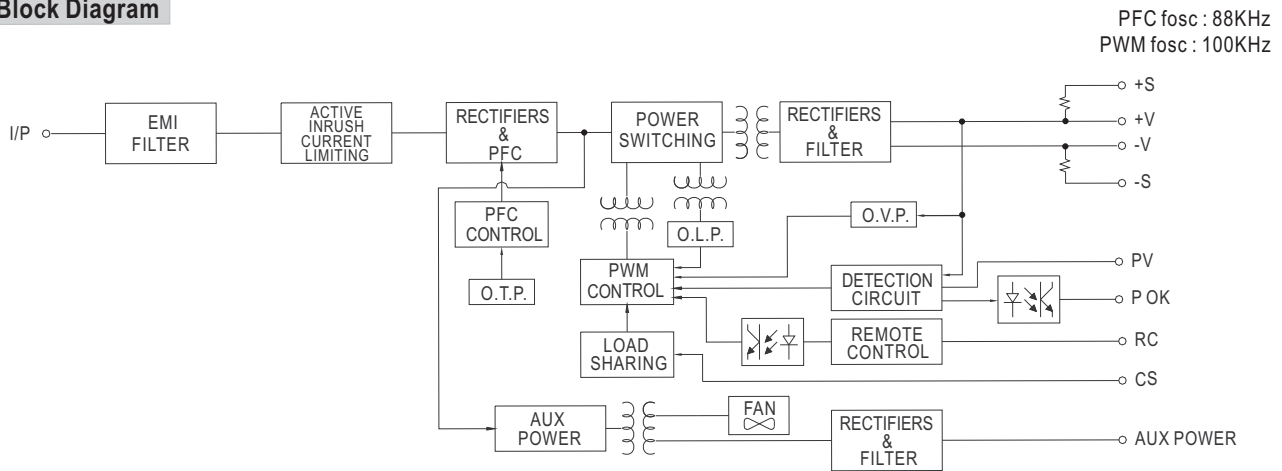 Block Diagram
PFC fosc : 88KHz
PWM fosc : 100KHz
I/P
EMI
FILTER
ACTIVE
INRUSH
CURRENT
LIMITING
RECTIFIERS
&
PFC
POWER
SWITCHING
RECTIFIERS
&
FILTER
+S
+V
-V
-S
PFC
CONTROL
O.T.P.
O.L.P.
O.V.P.
PWM
CONTROL
DETECTION
CIRCUIT
PV
P OK
LOAD
SHARING
REMOTE
CONTROL
RC
CS
AUX
POWER
FAN
RECTIFIERS
&
FILTER
AUX POWER